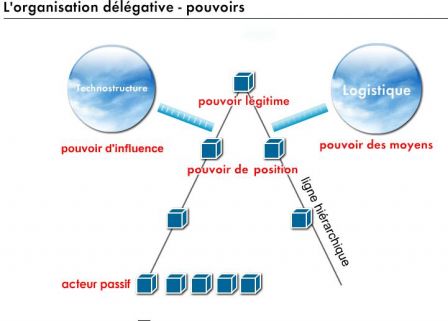 L'organisation délégative - pouvoirs
Technostructure
Logistique
pouvoir légitime
pouvoir d'influence
pouvoir des moyens
pouvoir de position
ligne hiérarchique
acteur passif